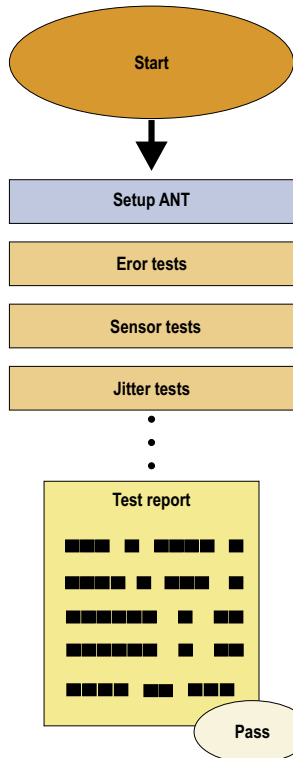 Start
Setup ANT
Eror tests
Sensor tests
Jitter tests
Test report
Pass